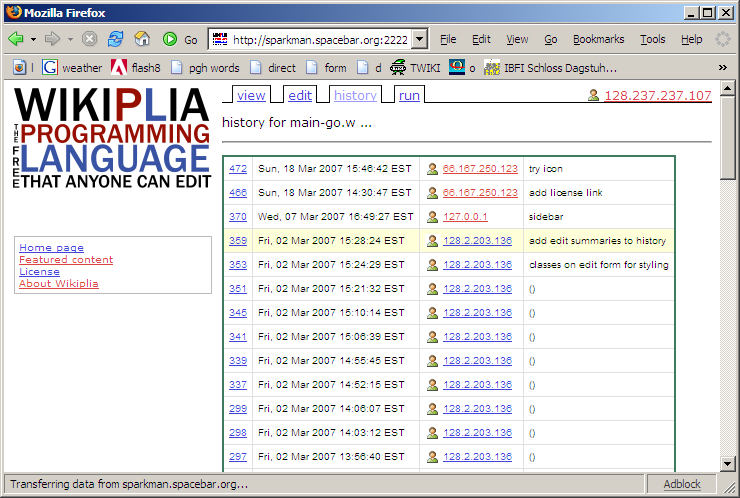 Mozilla Firefox
Go http://sparkman.spacebar.org:2222 File Edit View Go Bookmarks Tools Help
l weather flash8 pgh words direct form d TWIKI o IBFI Schloss Dagstuh...
WIKIPLIA
THE FREE
PROGRAMMING
LANGUAGE
THAT ANYONE CAN EDIT
view edit history run 128.237.237.107
history for main-go.w ...
Home page
Featured content
License
About Wikiplia
472 Sun, 18 Mar 2007 15:46:42 EST 66.167.250.123 try icon
466 Sun, 18 Mar 2007 14:30:47 EST 66.167.250.123 add license link
370 Wed, 07 Mar 2007 16:49:27 EST 127.0.0.1 sidebar
359 Fri, 02 Mar 2007 15:28:24 EST 128.2.203.136 add edit summaries to history
353 Fri, 02 Mar 2007 15:24:29 EST 128.2.203.136 classes on edit form for styling
351 Fri, 02 Mar 2007 15:21:32 EST 128.2.203.136 ()
345 Fri, 02 Mar 2007 15:10:14 EST 128.2.203.136 ()
341 Fri, 02 Mar 2007 15:06:39 EST 128.2.203.136 ()
339 Fri, 02 Mar 2007 14:55:45 EST 128.2.203.136 ()
337 Fri, 02 Mar 2007 14:52:15 EST 128.2.203.136 ()
299 Fri, 02 Mar 2007 14:06:07 EST 128.2.203.136 ()
298 Fri, 02 Mar 2007 14:03:12 EST 128.2.203.136 ()
297 Fri, 02 Mar 2007 13:56:40 EST 128.2.203.136 ()
Transferring data from sparkman.spacebar.org... Adblock